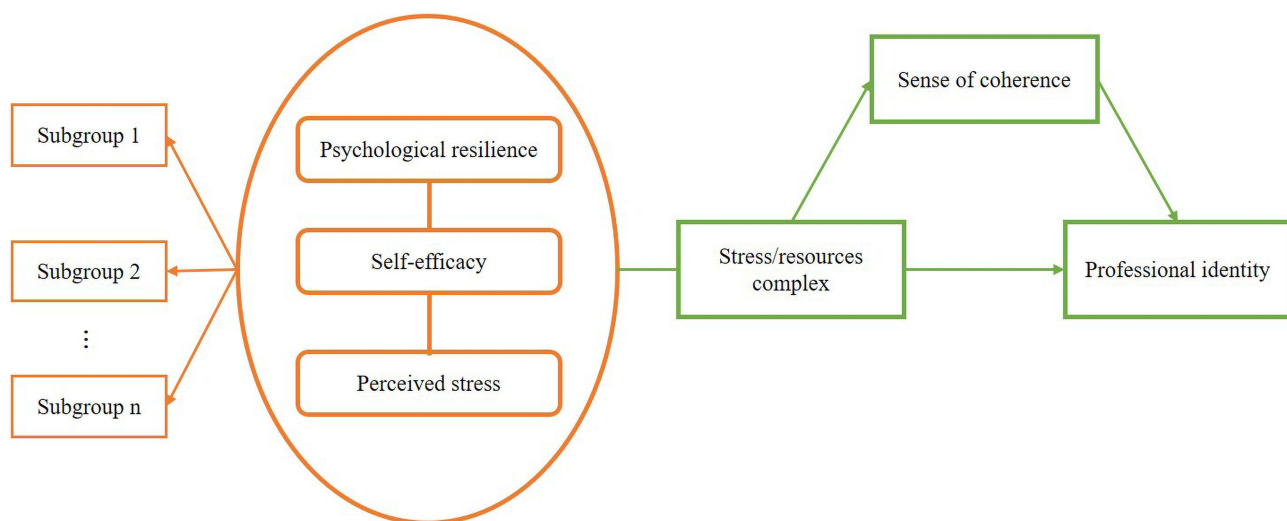 Subgroup 1
Subgroup 2
...
Subgroup n
Psychological resilience
Self-efficacy
Perceived stress
Sense of coherence
Stress/resources
complex
Professional identity